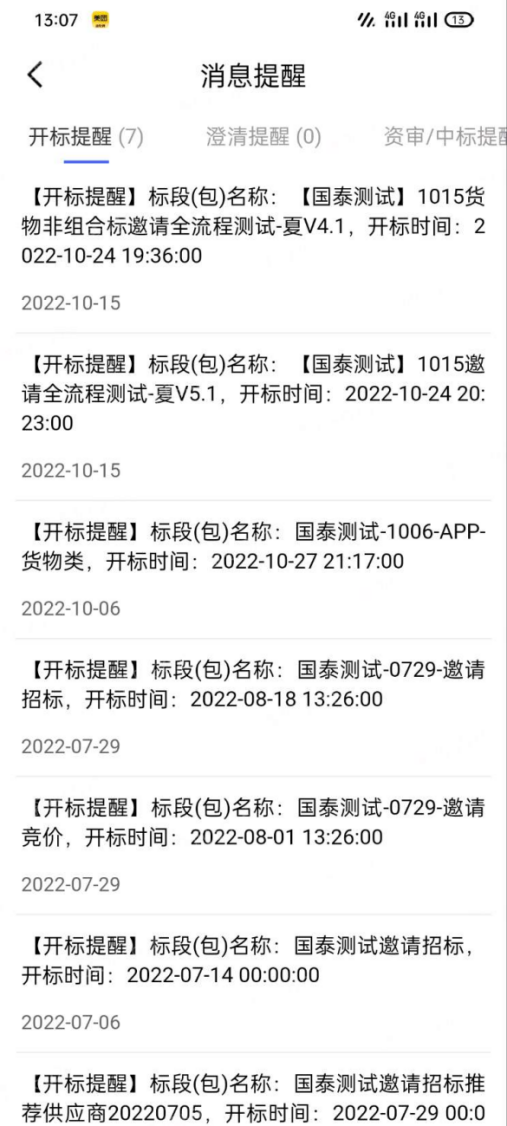 13:07
4G 4G 13
消息提醒
开标提醒 (7) 澄清提醒 (0) 资审/中标提醒
【开标提醒】标段(包)名称：【国泰测试】1015货
物非组合标邀请全流程测试-夏V4.1，开标时间：2
022-10-24 19:36:00
2022-10-15
【开标提醒】标段(包)名称：【国泰测试】1015邀
请全流程测试-夏V5.1，开标时间：2022-10-24 20:
23:00
2022-10-15
【开标提醒】标段(包)名称：国泰测试-1006-APP-
货物类，开标时间：2022-10-27 21:17:00
2022-10-06
【开标提醒】标段(包)名称：国泰测试-0729-邀请
招标，开标时间：2022-08-18 13:26:00
2022-07-29
【开标提醒】标段(包)名称：国泰测试-0729-邀请
竞价，开标时间：2022-08-01 13:26:00
2022-07-29
【开标提醒】标段(包)名称：国泰测试邀请招标，
开标时间：2022-07-14 00:00:00
2022-07-06
【开标提醒】标段(包)名称：国泰测试邀请招标推
荐供应商20220705，开标时间：2022-07-29 00:0